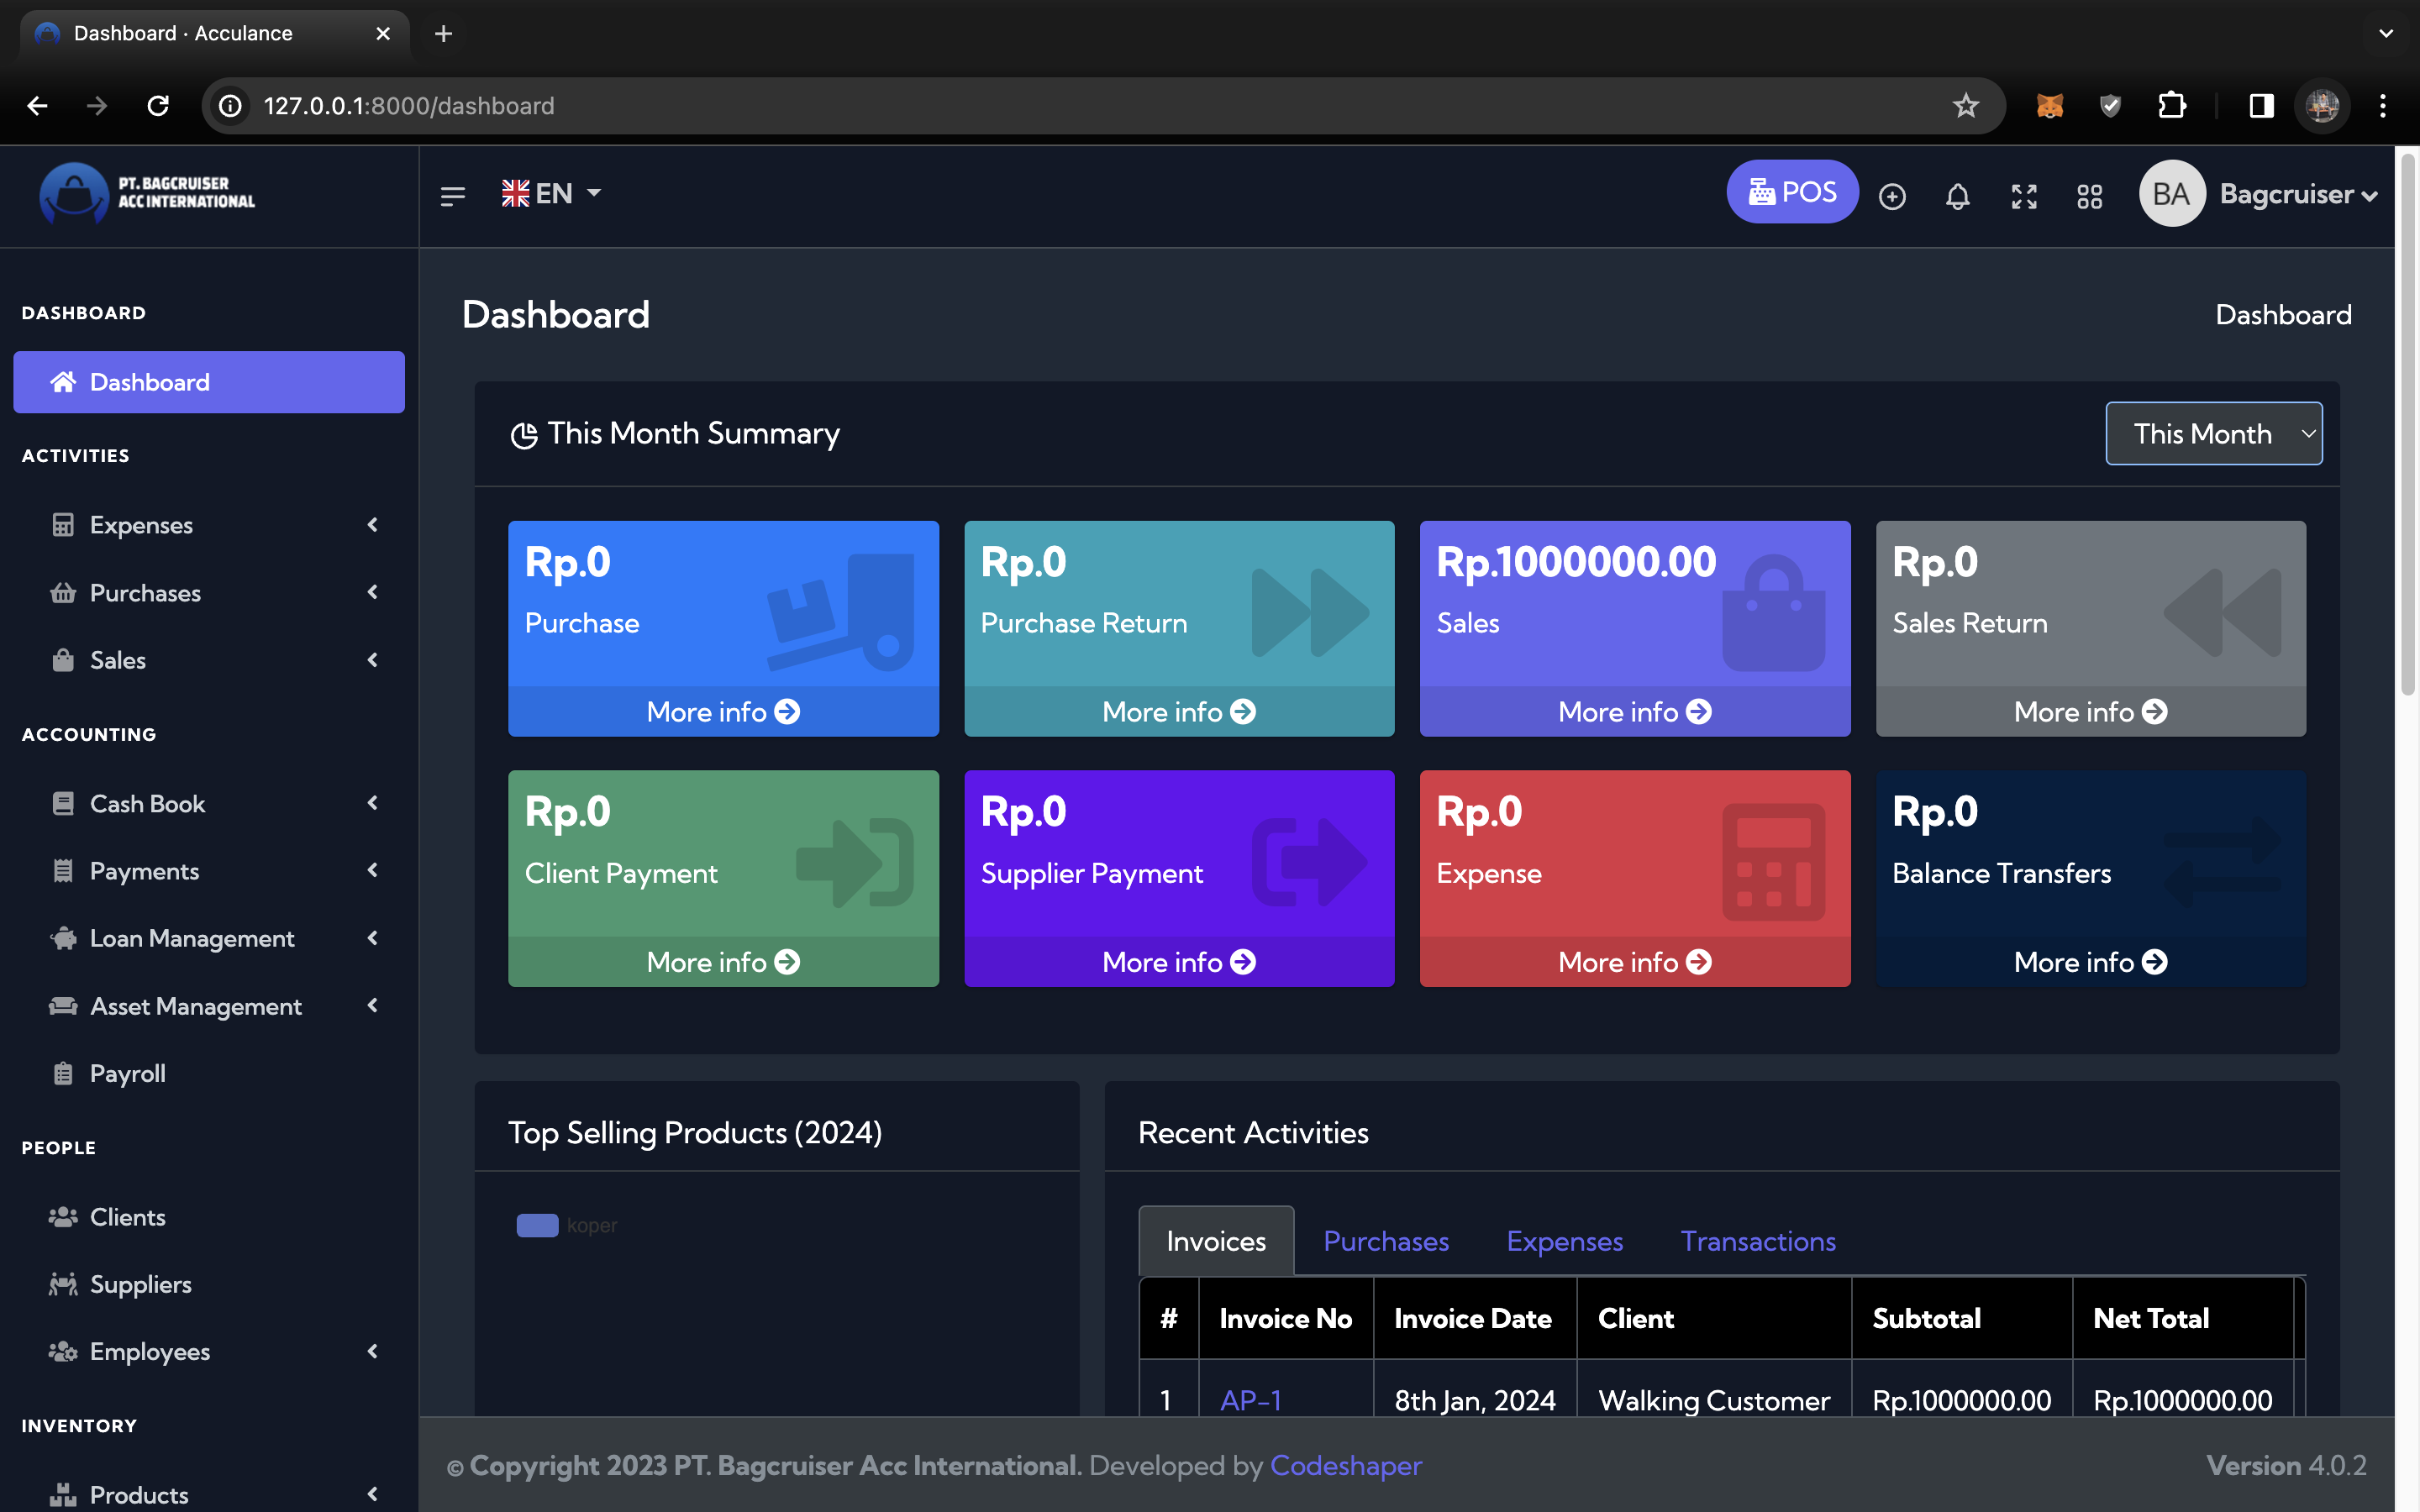 Dashboard · Acculance
127.0.0.1:8000/dashboard
PT. BAGCRUISER
ACC INTERNATIONAL
EN
POS
BA
Bagcruiser
DASHBOARD
Dashboard
ACTIVITIES
Expenses
Purchases
Sales
ACCOUNTING
Cash Book
Payments
Loan Management
Asset Management
Payroll
PEOPLE
Clients
Suppliers
Employees
INVENTORY
Products
Dashboard
Dashboard
This Month Summary
This Month
Rp.0
Purchase
More info
Rp.0
Purchase Return
More info
Rp.1000000.00
Sales
More info
Rp.0
Sales Return
More info
Rp.0
Client Payment
More info
Rp.0
Supplier Payment
More info
Rp.0
Expense
More info
Rp.0
Balance Transfers
More info
Top Selling Products (2024)
koper
Recent Activities
Invoices Purchases Expenses Transactions
# Invoice No Invoice Date Client Subtotal Net Total
1 AP-1 8th Jan, 2024 Walking Customer Rp.1000000.00 Rp.1000000.00
© Copyright 2023 PT. Bagcruiser Acc International. Developed by Codeshaper
Version 4.0.2